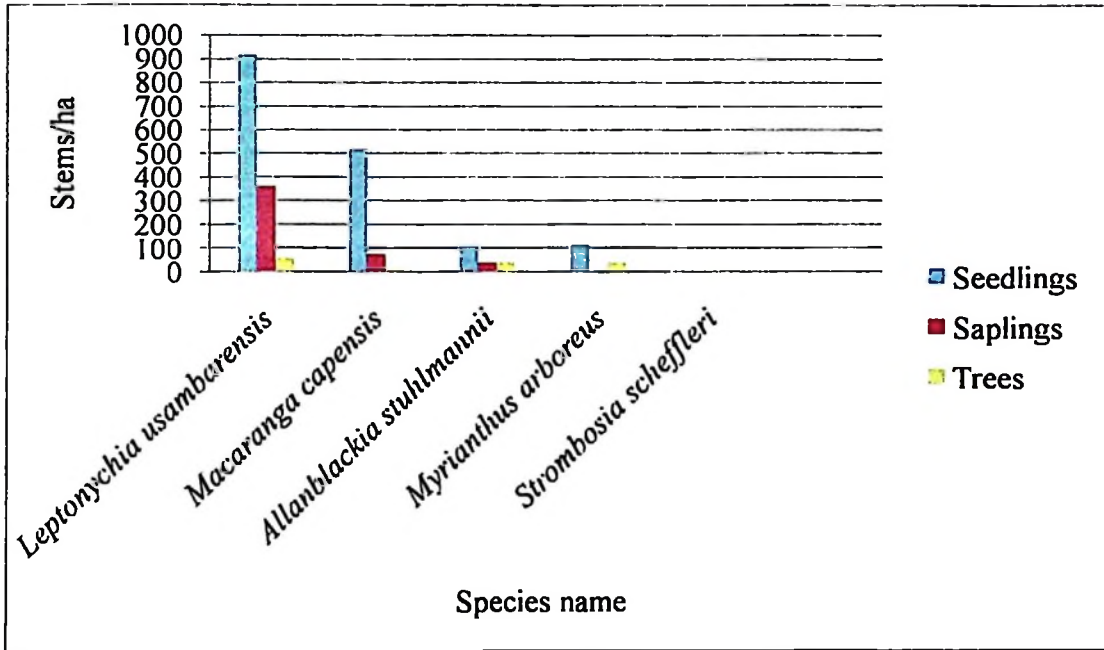 1000
900
800
700
600
500
400
300
200
100
0
Stems/ha
Leptonychia usambarensis
Macaranga capensis
Allanblackia stuhlmannii
Myrianthus arboreus
Strombosia scheffleri
Species name
Seedlings
Saplings
Trees